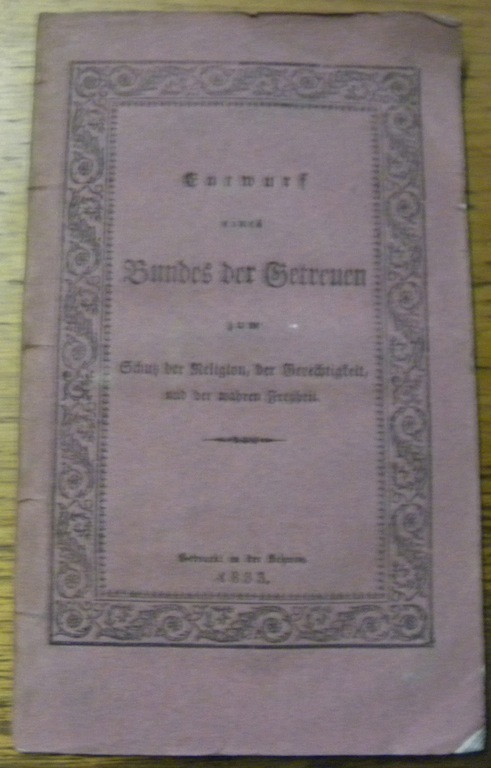 Entwurf
eines
Bundes der Getreuen
zum
Schutz der Religion, der Gerechtigkeit,
und der wahren Freyheit.
Gedruckt in der Schweiz.
1833.